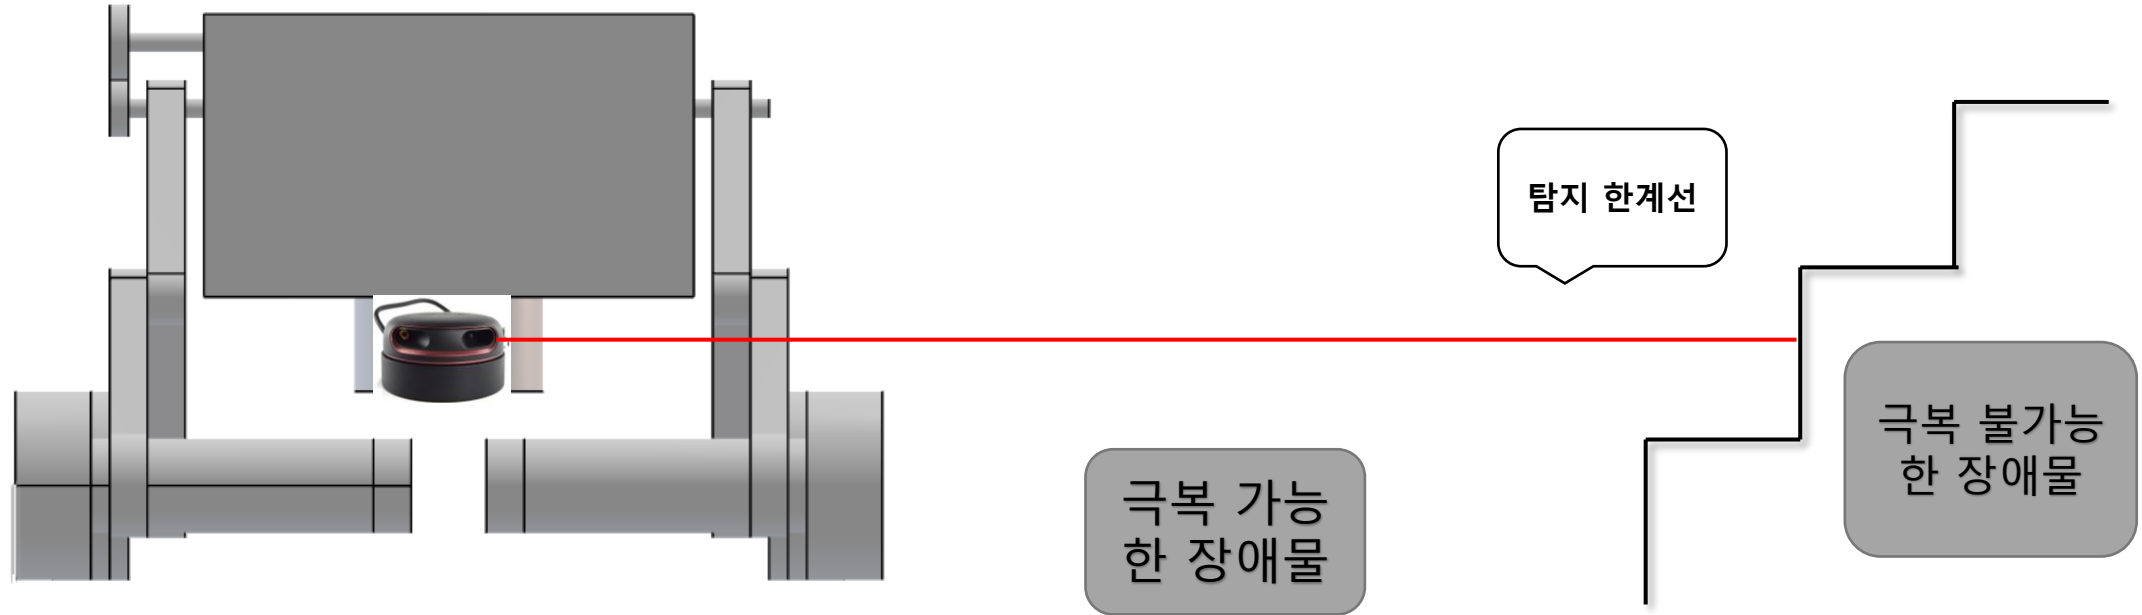 탐지 한계선
극복 가능
한 장애물
극복 불가능
한 장애물